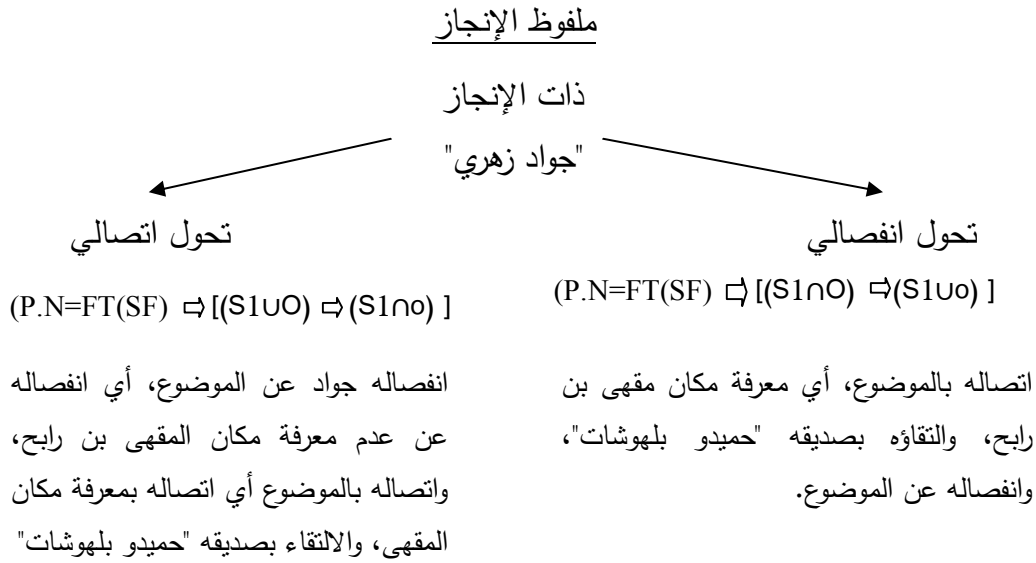 ملفوظ الإنجاز
ذات الإنجاز
"جواد زهري"
تحول انفصالي
(P.N=FT(SF) ⇨ [(S1∩O) ⇨(S1∪o) ]
اتصاله بالموضوع، أي معرفة مكان مقهى بن
رابح، والتقاؤه بصديقه "حميدو بلهوشات"،
وانفصاله عن الموضوع.
تحول اتصالي
(P.N=FT(SF) ⇨ [(S1∪O) ⇨ (S1∩o) ]
انفصاله جواد عن الموضوع، أي انفصاله
عن عدم معرفة مكان المقهى بن رابح،
واتصاله بالموضوع أي اتصاله بمعرفة مكان
المقهى، والالتقاء بصديقه "حميدو بلهوشات"